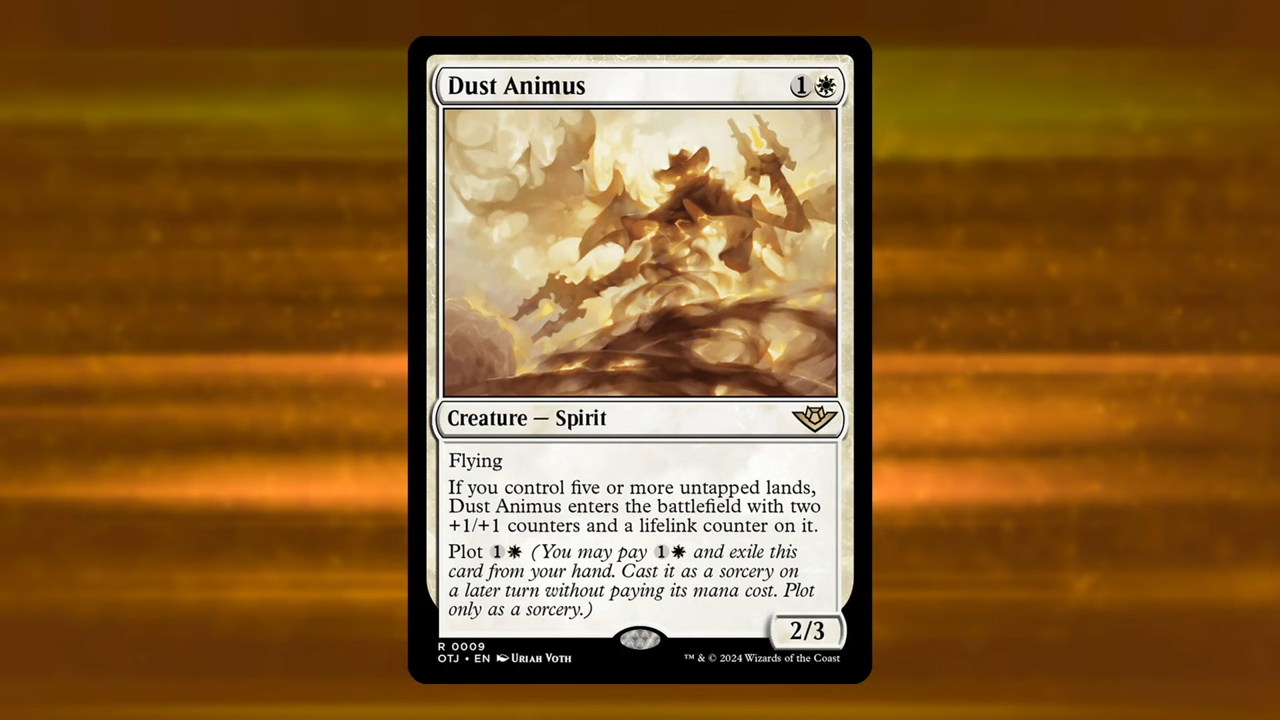 Dust Animus 1
Creature — Spirit
Flying
If you control five or more untapped lands,
Dust Animus enters the battlefield with two
+1/+1 counters and a lifelink counter on it.
Plot 1 (You may pay 1 and exile this
card from your hand. Cast it as a sorcery on
a later turn without paying its mana cost. Plot
only as a sorcery.)
2/3
R 0009
OTJ • EN Uriah Voth
™ & © 2024 Wizards of the Coast